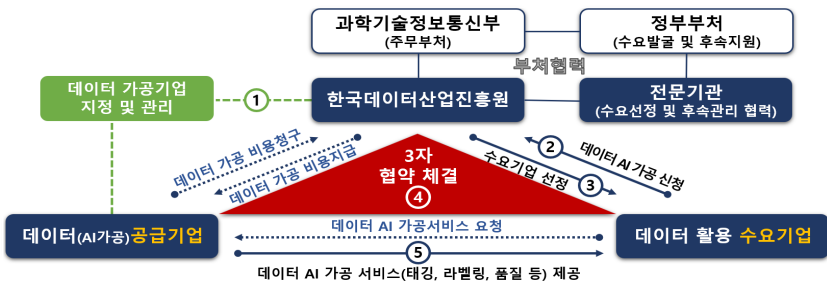 과학기술정보통신부
(주무부처)
정부부처
(수요발굴 및 후속지원)
부처협력
데이터 가공기업
지정 및 관리
1
한국데이터산업진흥원
전문기관
(수요선정 및 후속관리 협력)
데이터 가공 비용청구
데이터 가공 비용지급
3자
협약 체결
4
수요기업 선정
3
2
데이터 AI 가공 신청
데이터(AI가공)공급기업
데이터 AI 가공서비스 요청
5
데이터 AI 가공 서비스(태깅, 라벨링, 품질 등) 제공
데이터 활용 수요기업